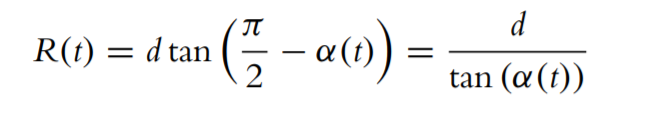 R(t) = d tan (π/2 − α(t)) = d / tan (α(t))